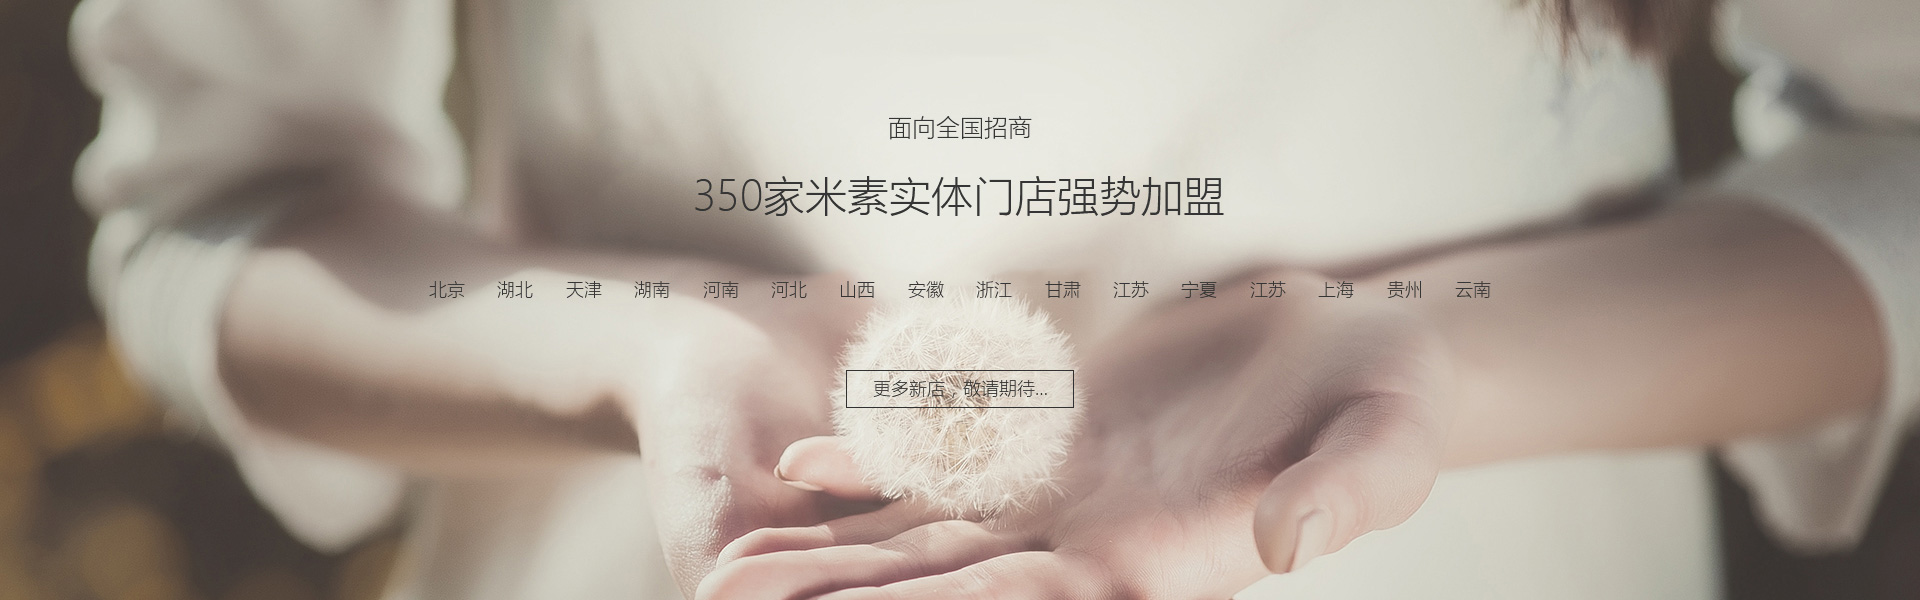 面向全国招商
350家米素实体门店强势加盟
北京 湖北 天津 湖南 河南 河北 山西 安徽 浙江 甘肃 江苏 宁夏 江苏 上海 贵州 云南
更多新店，敬请期待...